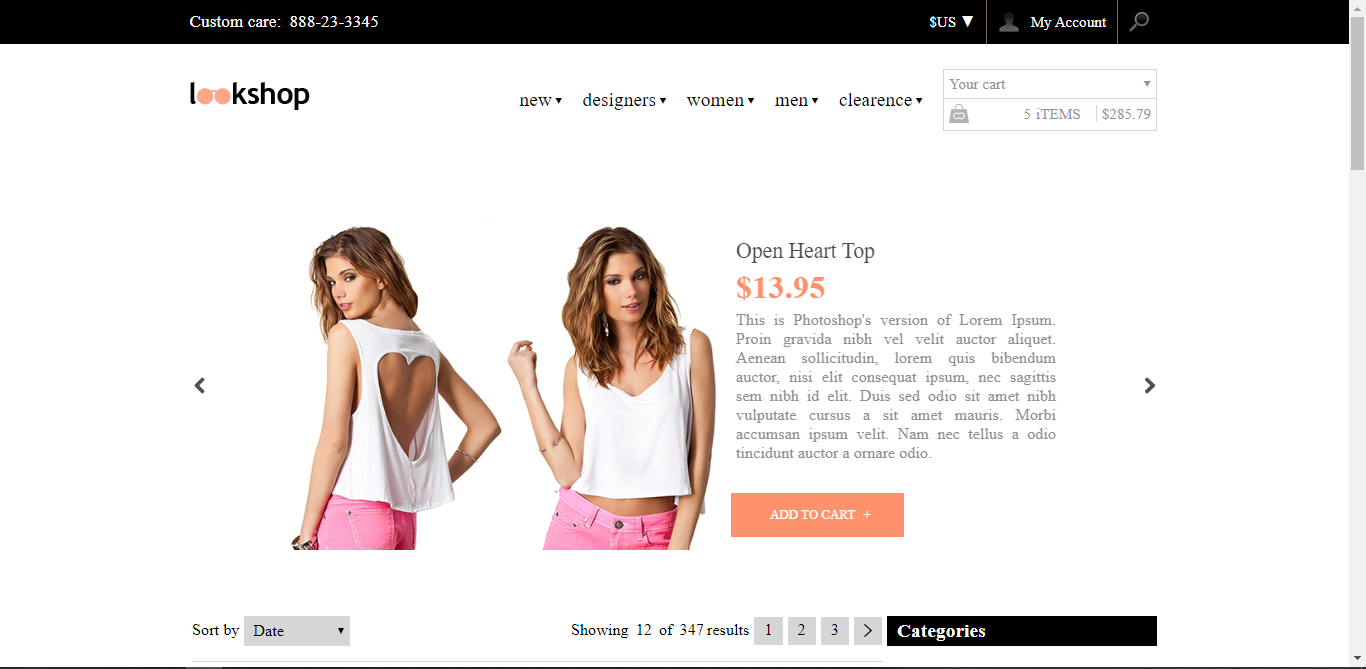 Custom care: 888-23-3345
$US ▼ My Account
lookshop
new ▾ designers ▾ women ▾ men ▾ clearence ▾
Your cart ▾
5 iTEMS $285.79
Open Heart Top
$13.95
This is Photoshop's version of Lorem Ipsum.
Proin gravida nibh vel velit auctor aliquet.
Aenean sollicitudin, lorem quis bibendum
auctor, nisi elit consequat ipsum, nec sagittis
sem nibh id elit. Duis sed odio sit amet nibh
vulputate cursus a sit amet mauris. Morbi
accumsan ipsum velit. Nam nec tellus a odio
tincidunt auctor a ornare odio.
ADD TO CART +
Sort by Date ▾
Showing 12 of 347 results 1 2 3 >
Categories